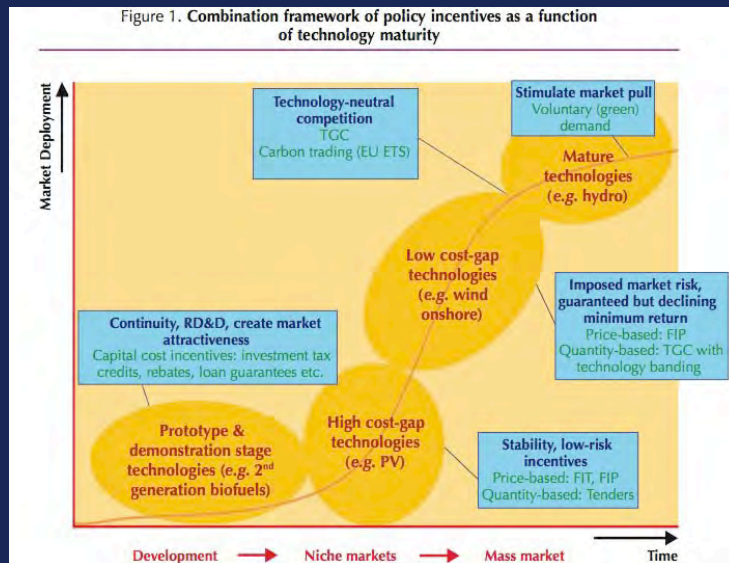 Figure 1. Combination framework of policy incentives as a function
of technology maturity
Market Deployment
Technology-neutral
competition
TGC
Carbon trading (EU ETS)
Stimulate market pull
Voluntary (green)
demand
Mature
technologies
(e.g. hydro)
Low cost-gap
technologies
(e.g. wind
onshore)
Imposed market risk,
guaranteed but declining
minimum return
Price-based: FIP
Quantity-based: TGC with
technology banding
Continuity, RD&D, create market
attractiveness
Capital cost incentives: investment tax
credits, rebates, loan guarantees etc.
Prototype &
demonstration stage
technologies (e.g. 2nd
generation biofuels)
High cost-gap
technologies
(e.g. PV)
Stability, low-risk
incentives
Price-based: FIT, FIP
Quantity-based: Tenders
Development → Niche markets → Mass market
Time